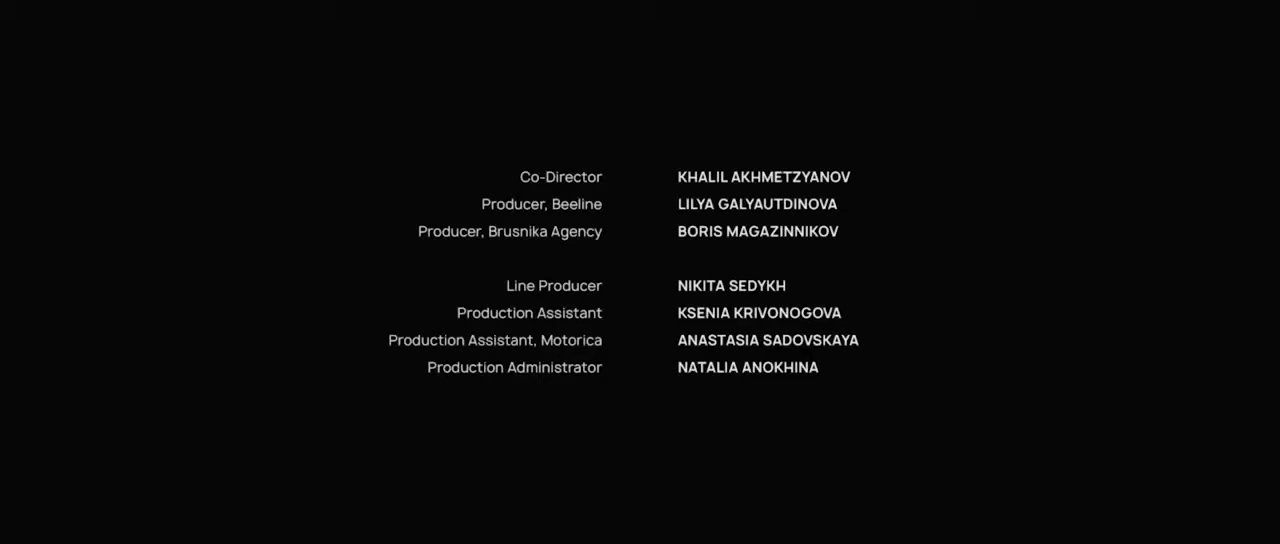 Co-Director KHALIL AKHMETZYANOV
Producer, Beeline LILYA GALYAUTDINOVA
Producer, Brusnika Agency BORIS MAGAZINNIKOV
Line Producer NIKITA SEDYKH
Production Assistant KSENIA KRIVONOGOVA
Production Assistant, Motorica ANASTASIA SADOVSKAYA
Production Administrator NATALIA ANOKHINA